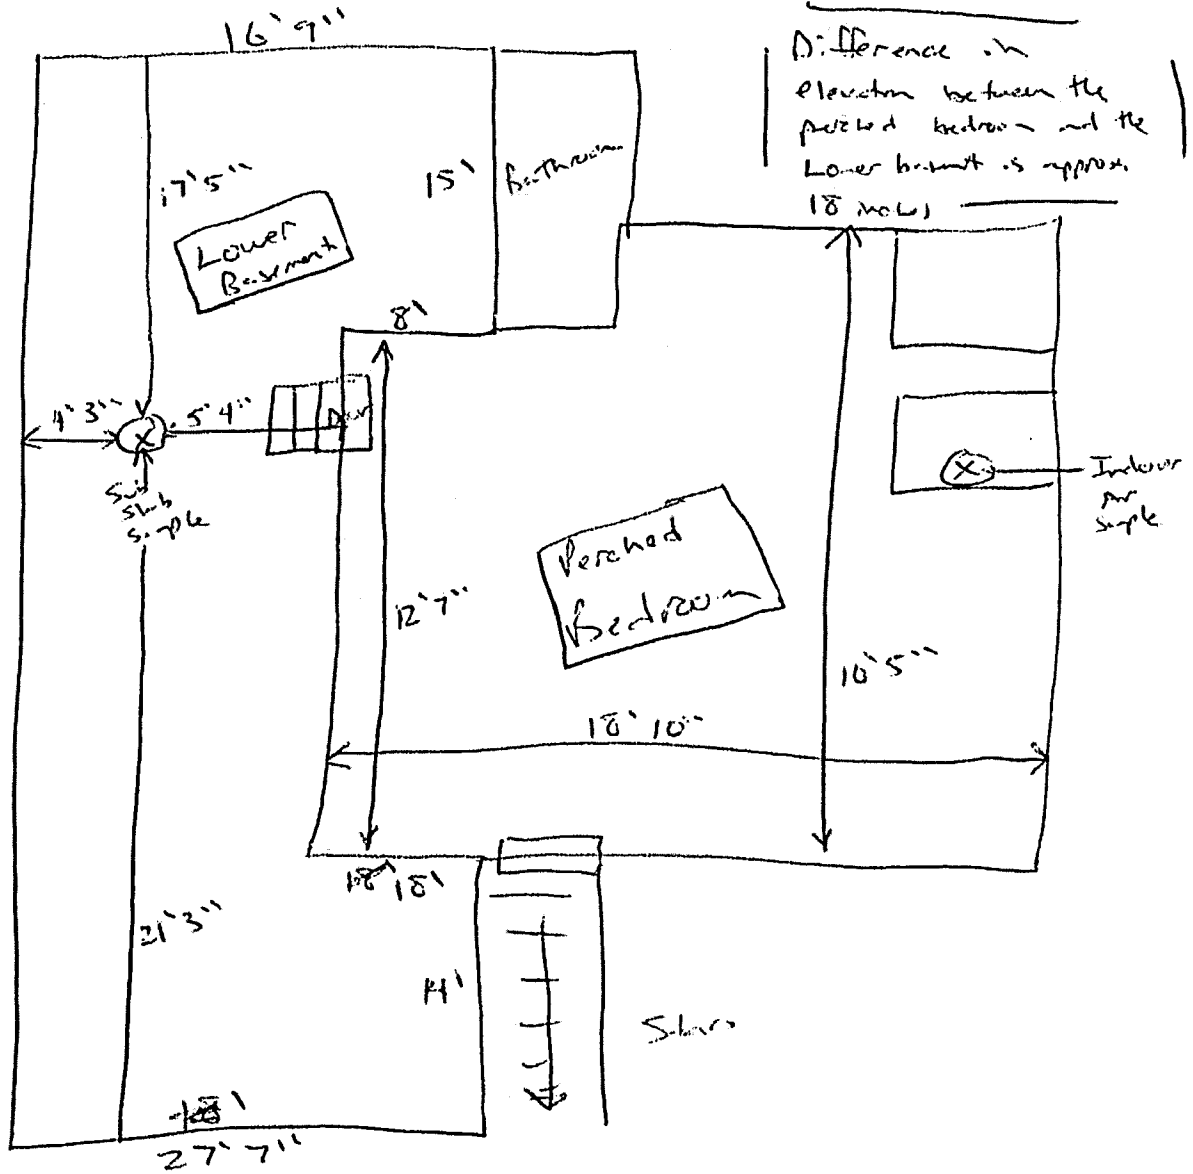 16'9"
Difference in
elevation between the
perched bedroom and the
Lower basement is approx.
18 inches
17'5"
15'
Bathroom
Lower
Basement
8'
4'3"
5'4"
Door
Sub
Slab
sample
Indoor
Air
Sample
Perched
Bedroom
12'7"
10'5"
18'10"
18'
21'3"
14'
Stairs
27'7"